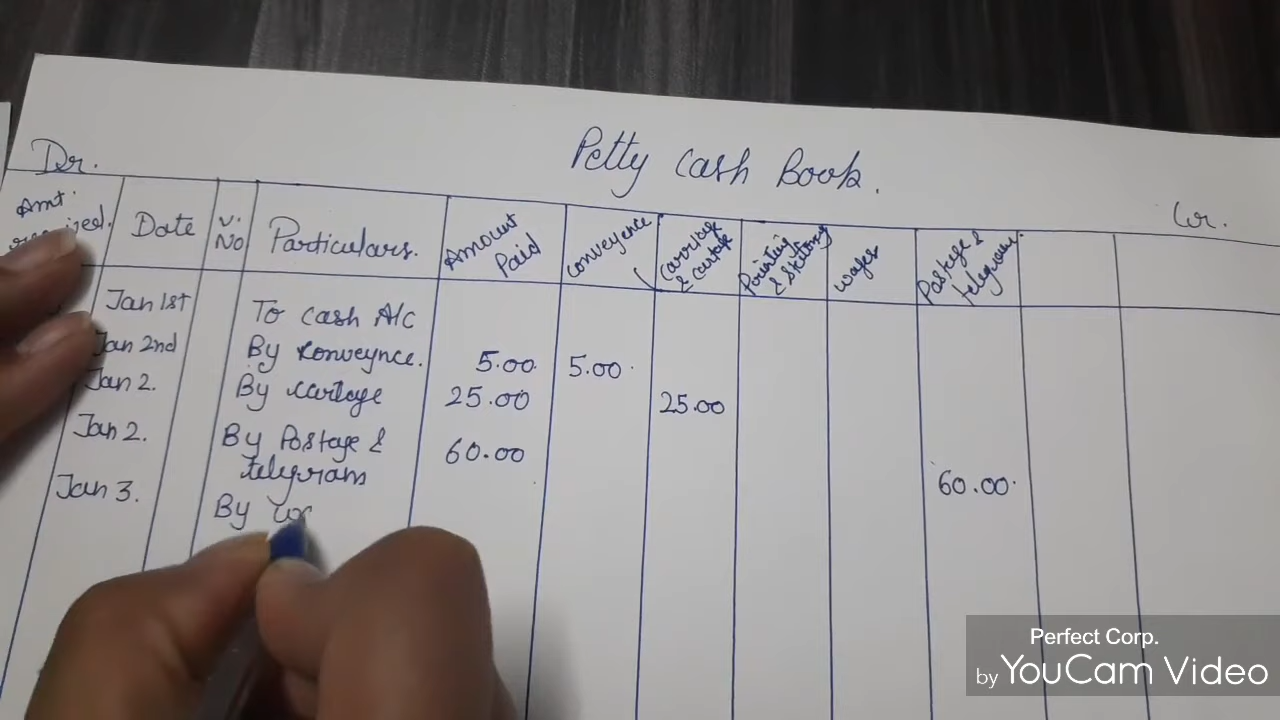 Petty Cash Book.
Dr.
Cr.
Amt.
Date
V. No
Particulars.
Amount Paid
Conveyence
Carriage & Cartage
Printing & Stationry
Wages
Postage & telegram.
Jan 1st To Cash A/C
Jan 2nd By Conveynce. 5.00 5.00
Jan 2. By Cartage 25.00 25.00
Jan 2. By Postage & 60.00
telegrams 60.00
Jan 3. By
Perfect Corp.
by YouCam Video